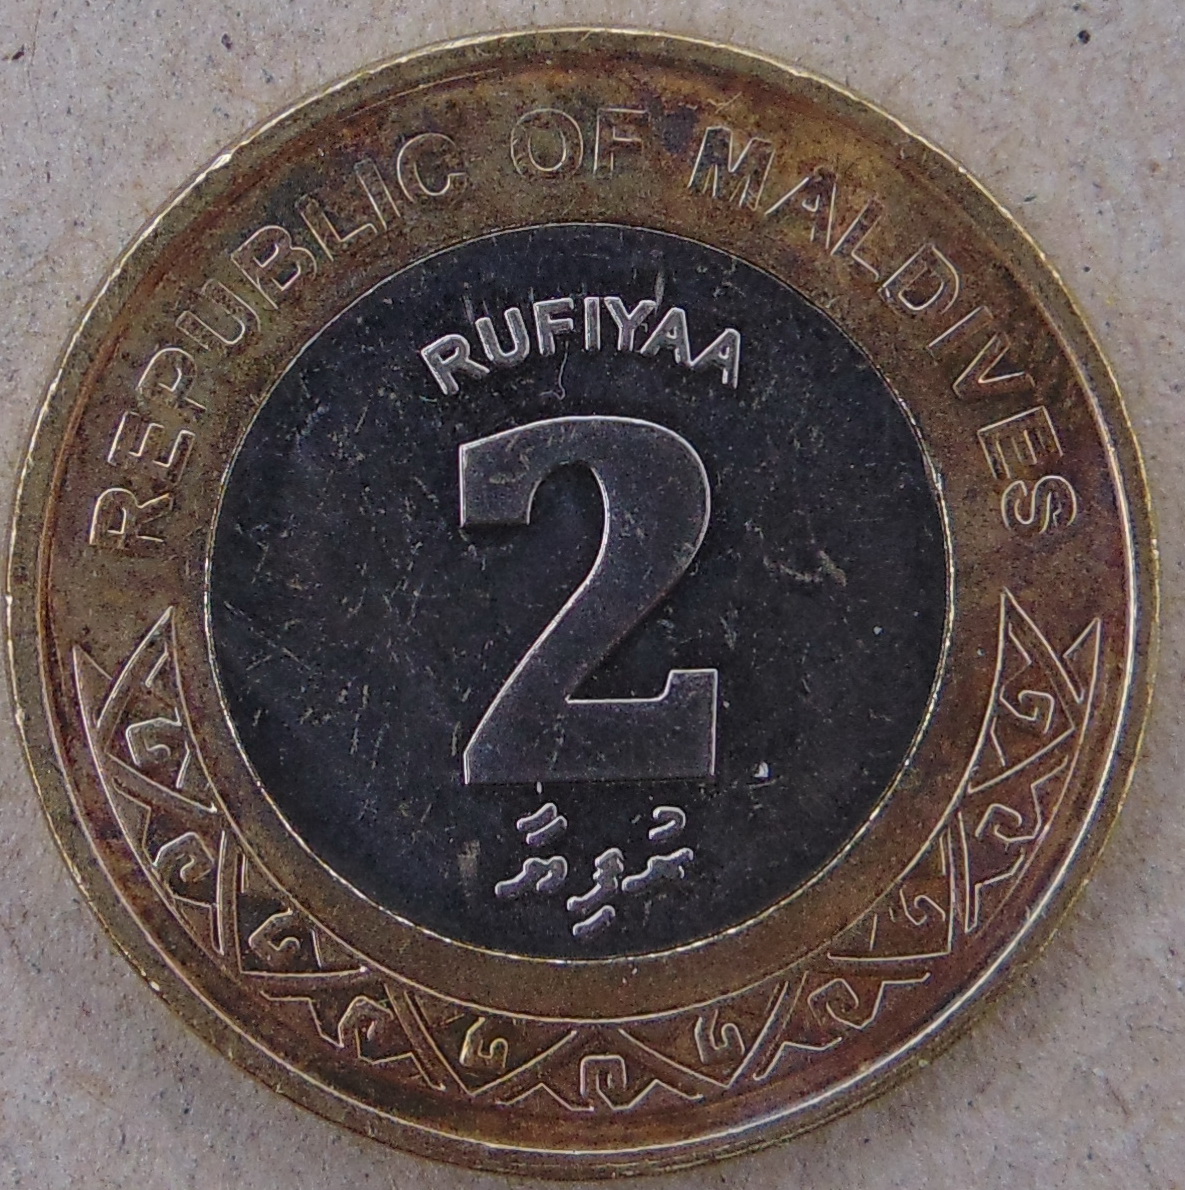 REPUBLIC OF MALDIVES
RUFIYAA
2
ރުފިޔާ